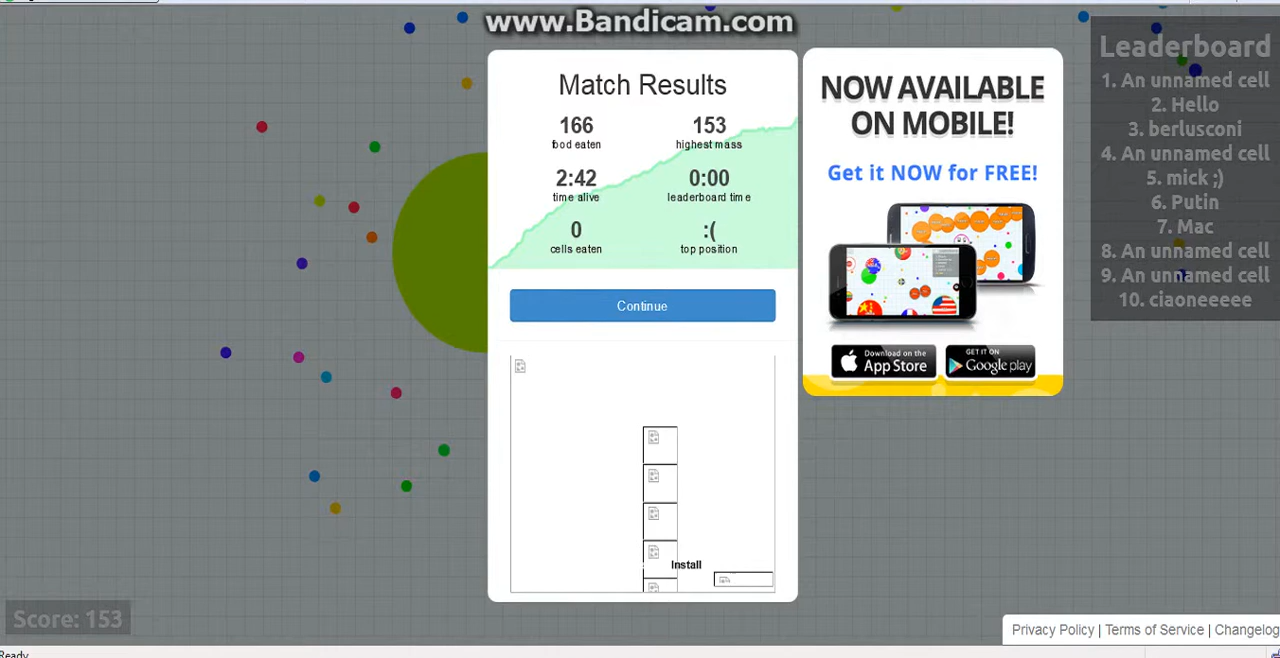 www.Bandicam.com
Match Results
166
food eaten
153
highest mass
2:42
time alive
0:00
leaderboard time
0
cells eaten
:(
top position
Continue
Install
NOW AVAILABLE
ON MOBILE!
Get it NOW for FREE!
Download on the
App Store
GET IT ON
Google play
Leaderboard
1. An unnamed cell
2. Hello
3. berlusconi
4. An unnamed cell
5. mick ;)
6. Putin
7. Mac
8. An unnamed cell
9. An unnamed cell
10. ciaoneeeee
Score: 153
Privacy Policy | Terms of Service | Changelog
Ready